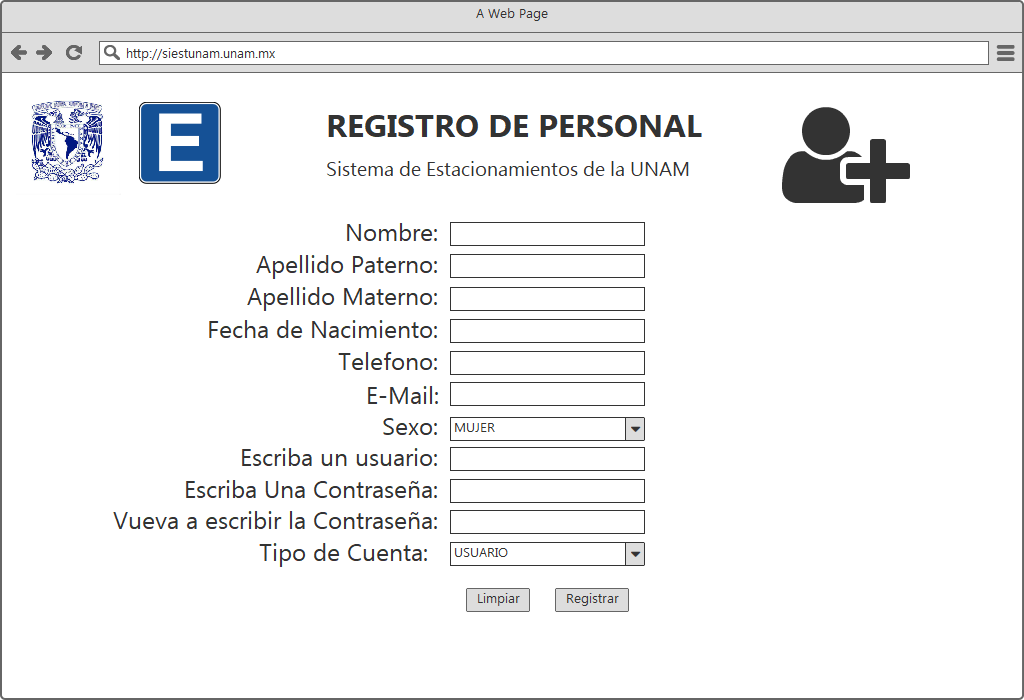 A Web Page
http://siestunam.unam.mx
E
REGISTRO DE PERSONAL
Sistema de Estacionamientos de la UNAM
Nombre:
Apellido Paterno:
Apellido Materno:
Fecha de Nacimiento:
Telefono:
E-Mail:
Sexo: MUJER
Escriba un usuario:
Escriba Una Contraseña:
Vueva a escribir la Contraseña:
Tipo de Cuenta: USUARIO
Limpiar Registrar